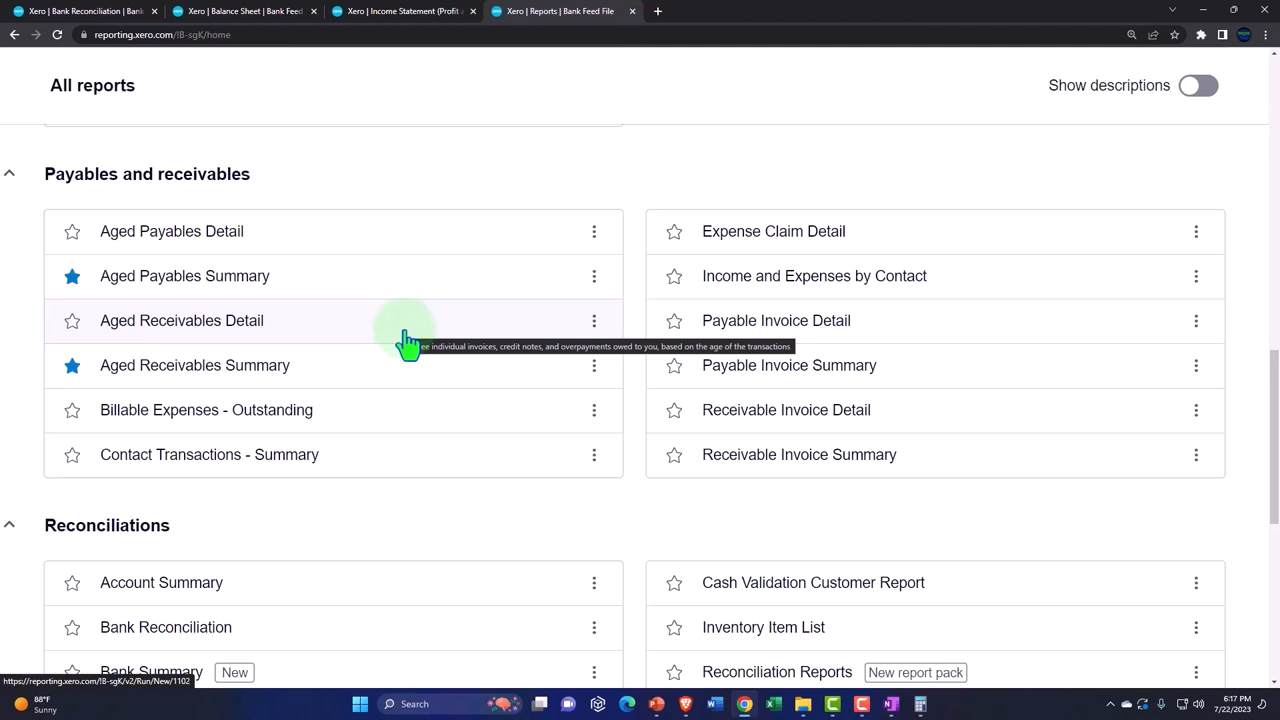 Xero | Bank Reconciliation | Bank
Xero | Balance Sheet | Bank Feed
Xero | Income Statement (Profit a
Xero | Reports | Bank Feed File
reporting.xero.com/!B-sgK/home
All reports
Show descriptions
Payables and receivables
Aged Payables Detail
Aged Payables Summary
Aged Receivables Detail
ee individual invoices, credit notes, and overpayments owed to you, based on the age of the transactions
Aged Receivables Summary
Billable Expenses - Outstanding
Contact Transactions - Summary
Expense Claim Detail
Income and Expenses by Contact
Payable Invoice Detail
Payable Invoice Summary
Receivable Invoice Detail
Receivable Invoice Summary
Reconciliations
Account Summary
Bank Reconciliation
Bank Summary New
Cash Validation Customer Report
Inventory Item List
Reconciliation Reports New report pack
https://reporting.xero.com/!B-sgK/v2/Run/New/1102
88°F
Sunny
Search
6:17 PM
7/22/2023